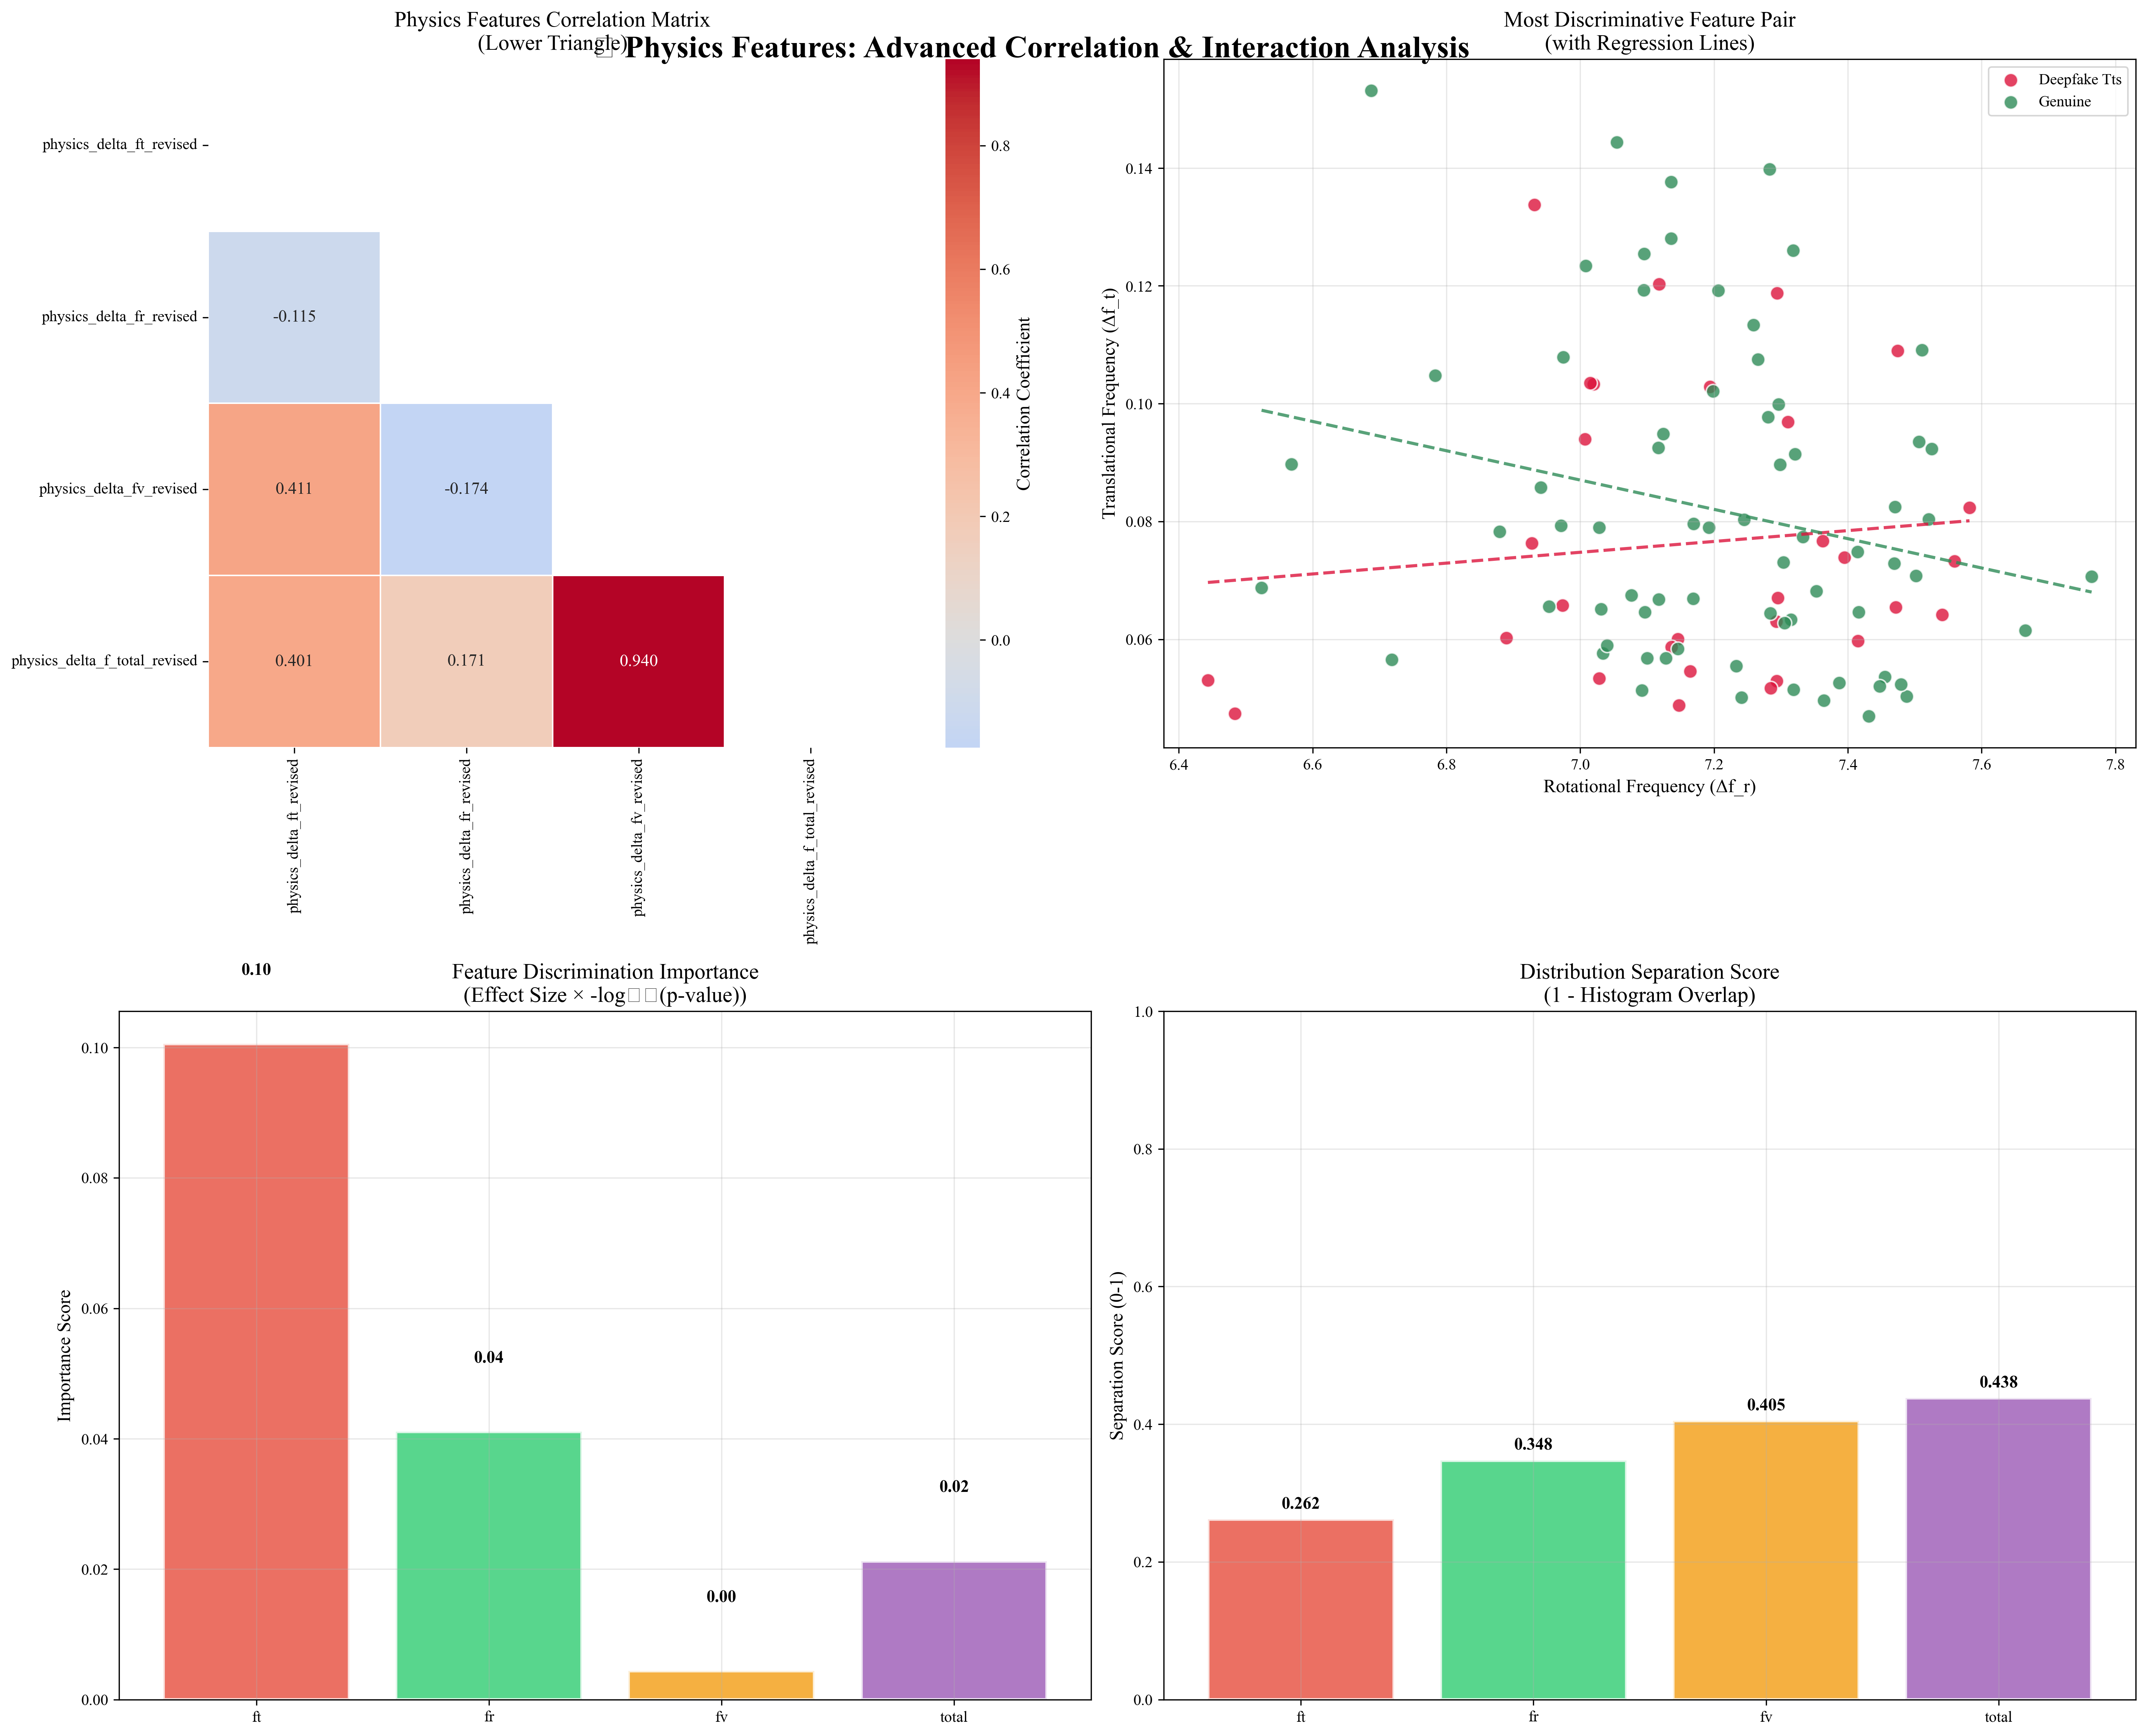 Physics Features: Advanced Correlation & Interaction Analysis
Physics Features Correlation Matrix
(Lower Triangle)
physics_delta_ft_revised
physics_delta_fr_revised
physics_delta_fv_revised
physics_delta_f_total_revised
-0.115
0.411
-0.174
0.401
0.171
0.940
physics_delta_ft_revised
physics_delta_fr_revised
physics_delta_fv_revised
physics_delta_f_total_revised
0.8
0.6
0.4
0.2
0.0
Correlation Coefficient
Most Discriminative Feature Pair
(with Regression Lines)
Deepfake Tts
Genuine
Translational Frequency (Δf_t)
0.14
0.12
0.10
0.08
0.06
6.4
6.6
6.8
7.0
7.2
7.4
7.6
7.8
Rotational Frequency (Δf_r)
Feature Discrimination Importance
(Effect Size × -log□□(p-value))
Importance Score
0.10
0.08
0.06
0.04
0.02
0.00
0.10
0.04
0.00
0.02
ft
fr
fv
total
Distribution Separation Score
(1 - Histogram Overlap)
Separation Score (0-1)
1.0
0.8
0.6
0.4
0.2
0.0
0.262
0.348
0.405
0.438
ft
fr
fv
total